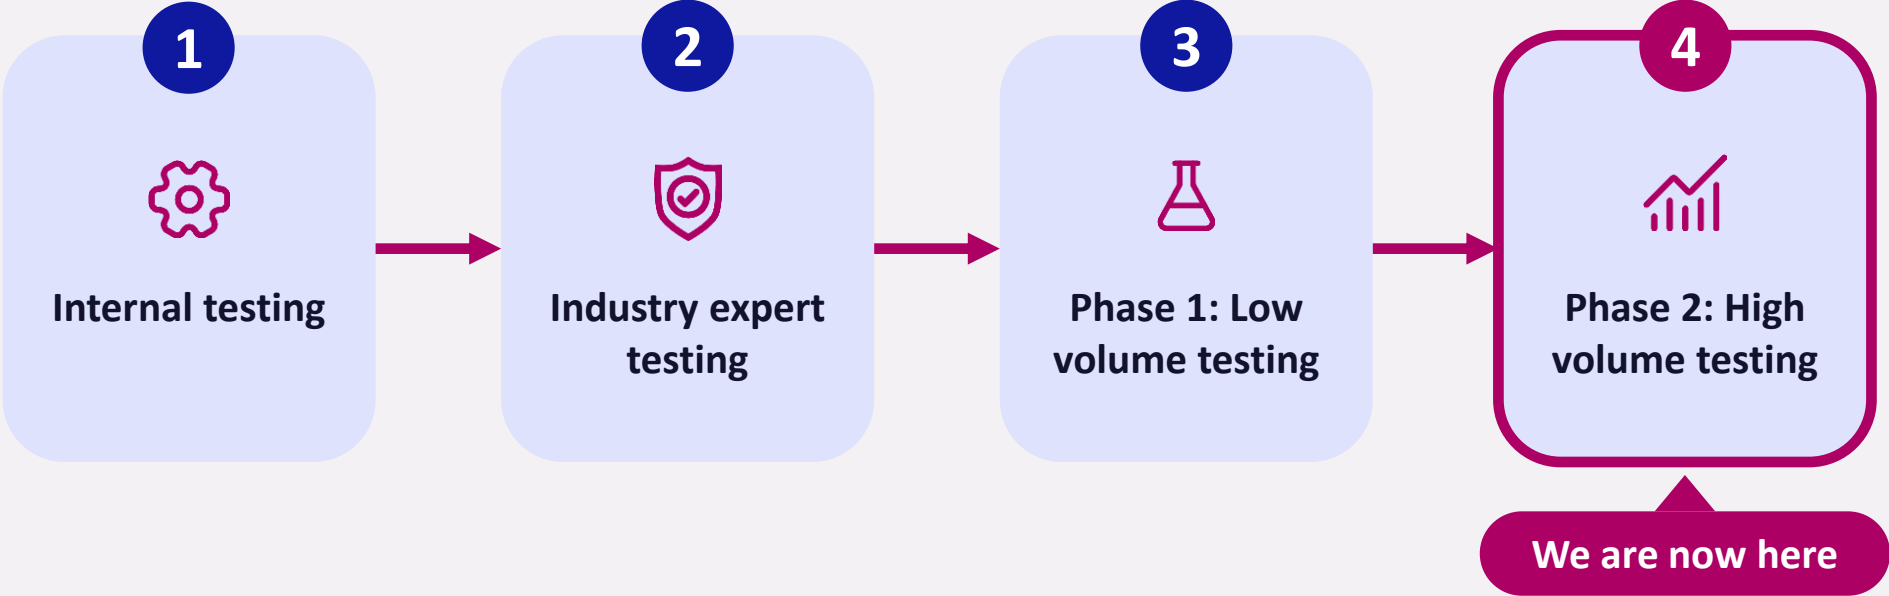 1
Internal testing
2
Industry expert
testing
3
Phase 1: Low
volume testing
4
Phase 2: High
volume testing
We are now here